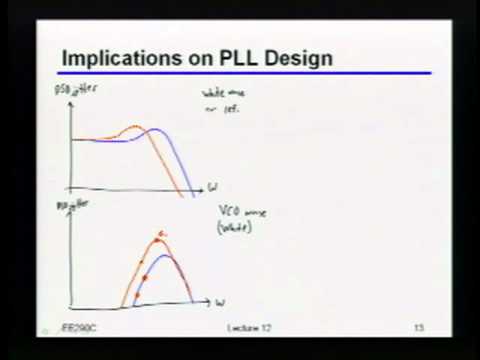 Implications on PLL Design
PSD jitter
white noise
on ref.
W
PSD jitter
VCO noise
(white)
W
EE290C
Lecture 12
13